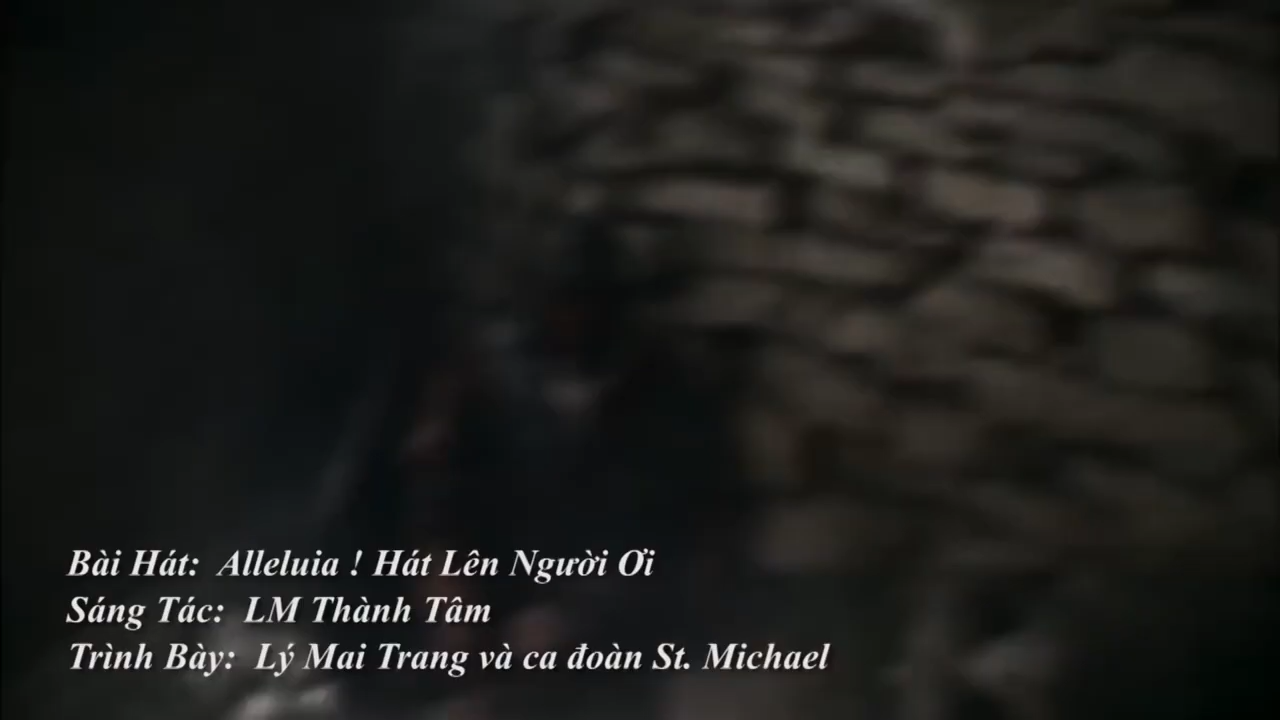 Bài Hát:  Alleluia ! Hát Lên Người Ơi
Sáng Tác:  LM Thành Tâm
Trình Bày:  Lý Mai Trang và ca đoàn St. Michael